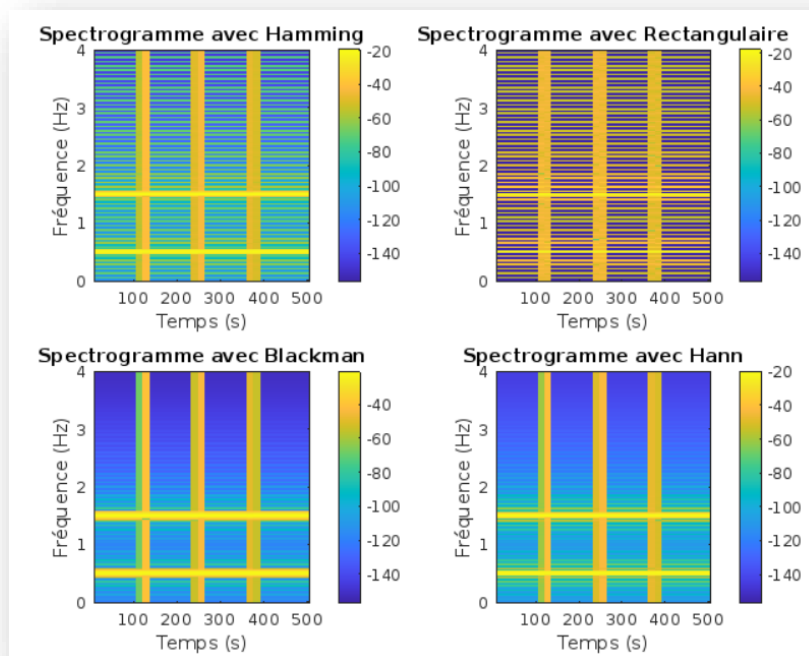 Spectrogramme avec Hamming
4
3
2
1
0
Fréquence (Hz)
100 200 300 400 500
Temps (s)
-20
-40
-60
-80
-100
-120
-140
Spectrogramme avec Rectangulaire
4
3
2
1
0
Fréquence (Hz)
100 200 300 400 500
Temps (s)
-20
-40
-60
-80
-100
-120
-140
Spectrogramme avec Blackman
4
3
2
1
0
Fréquence (Hz)
100 200 300 400 500
Temps (s)
-40
-60
-80
-100
-120
-140
Spectrogramme avec Hann
4
3
2
1
0
Fréquence (Hz)
100 200 300 400 500
Temps (s)
-20
-40
-60
-80
-100
-120
-140